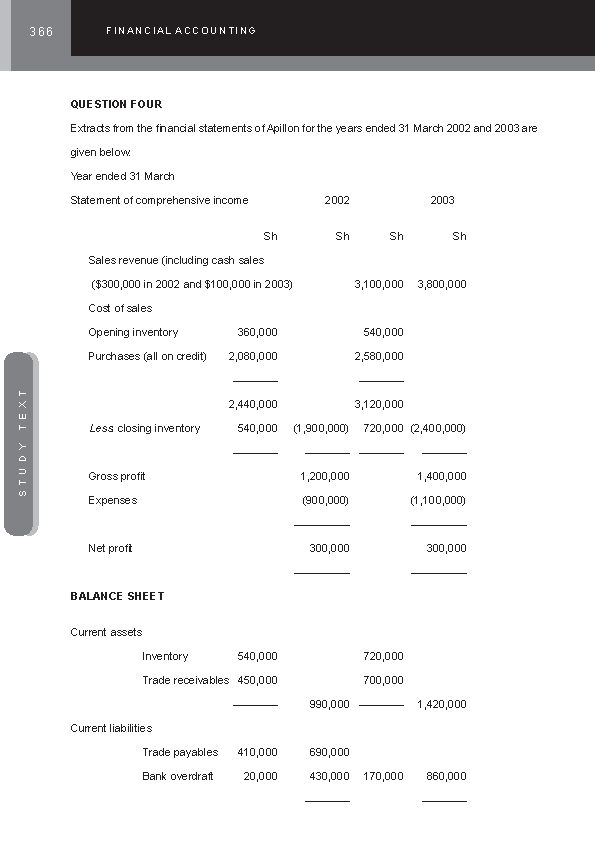 366
FINANCIAL ACCOUNTING
QUESTION FOUR
Extracts from the financial statements of Apillon for the years ended 31 March 2002 and 2003 are
given below.
Year ended 31 March
Statement of comprehensive income 2002 2003
Sh Sh Sh Sh
Sales revenue (including cash sales
($300,000 in 2002 and $100,000 in 2003) 3,100,000 3,800,000
Cost of sales
Opening inventory 360,000 540,000
Purchases (all on credit) 2,080,000 2,580,000
2,440,000 3,120,000
Less: closing inventory 540,000 (1,900,000) 720,000 (2,400,000)
Gross profit 1,200,000 1,400,000
Expenses (900,000) (1,100,000)
Net profit 300,000 300,000
BALANCE SHEET
Current assets
Inventory 540,000 720,000
Trade receivables 450,000 700,000
990,000 1,420,000
Current liabilities
Trade payables 410,000 690,000
Bank overdraft 20,000 430,000 170,000 860,000
STUDY TEXT